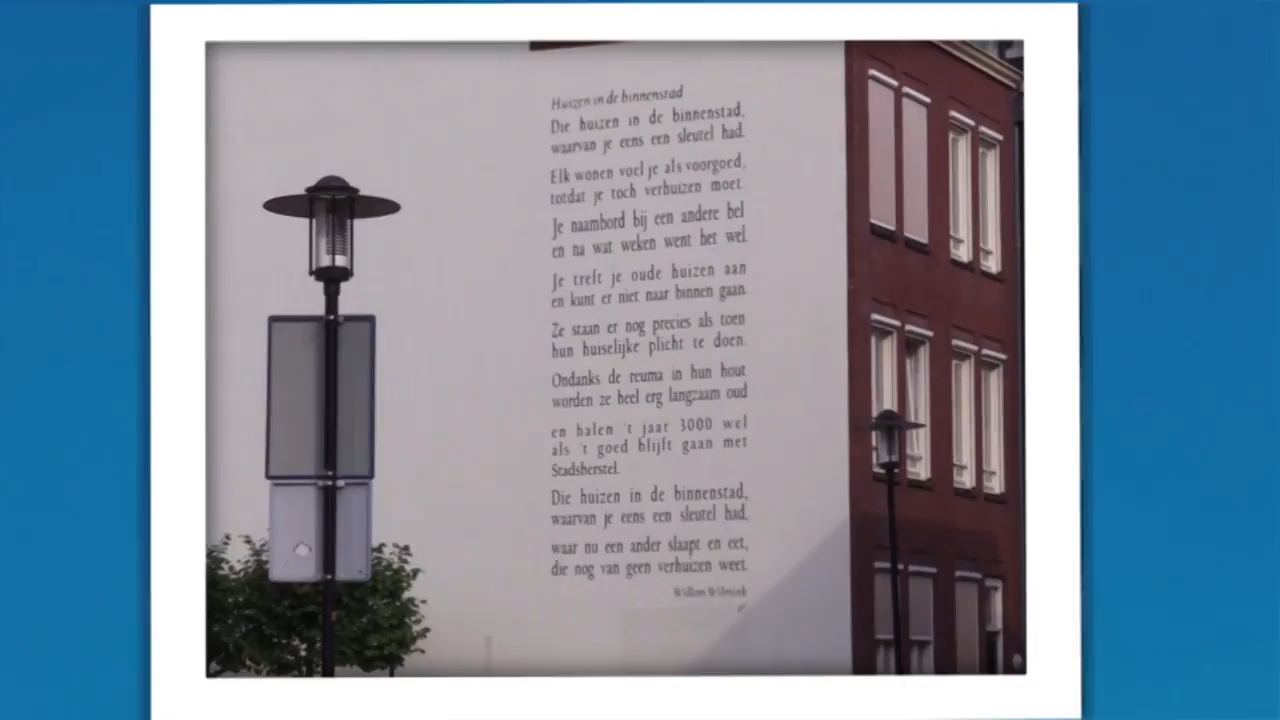 Huizen in de binnenstad
Die huizen in de binnenstad,
waarvan je eens een sleutel had.
Elk wonen voel je als voorgoed,
totdat je toch verhuizen moet.
Je naambord bij een andere bel
en na wat weken went het wel.
Je treft je oude huizen aan
en kunt er niet naar binnen gaan.
Ze staan er nog precies als toen
hun huiselijke plicht te doen.
Ondanks de reuma in hun hout
worden ze heel erg langzaam oud
en halen 't jaar 3000 wel
als 't goed blijft gaan met
Stadsherstel.
Die huizen in de binnenstad,
waarvan je eens een sleutel had,
waar nu een ander slaapt en eet,
die nog van geen verhuizen weet.
Willem Wilmink